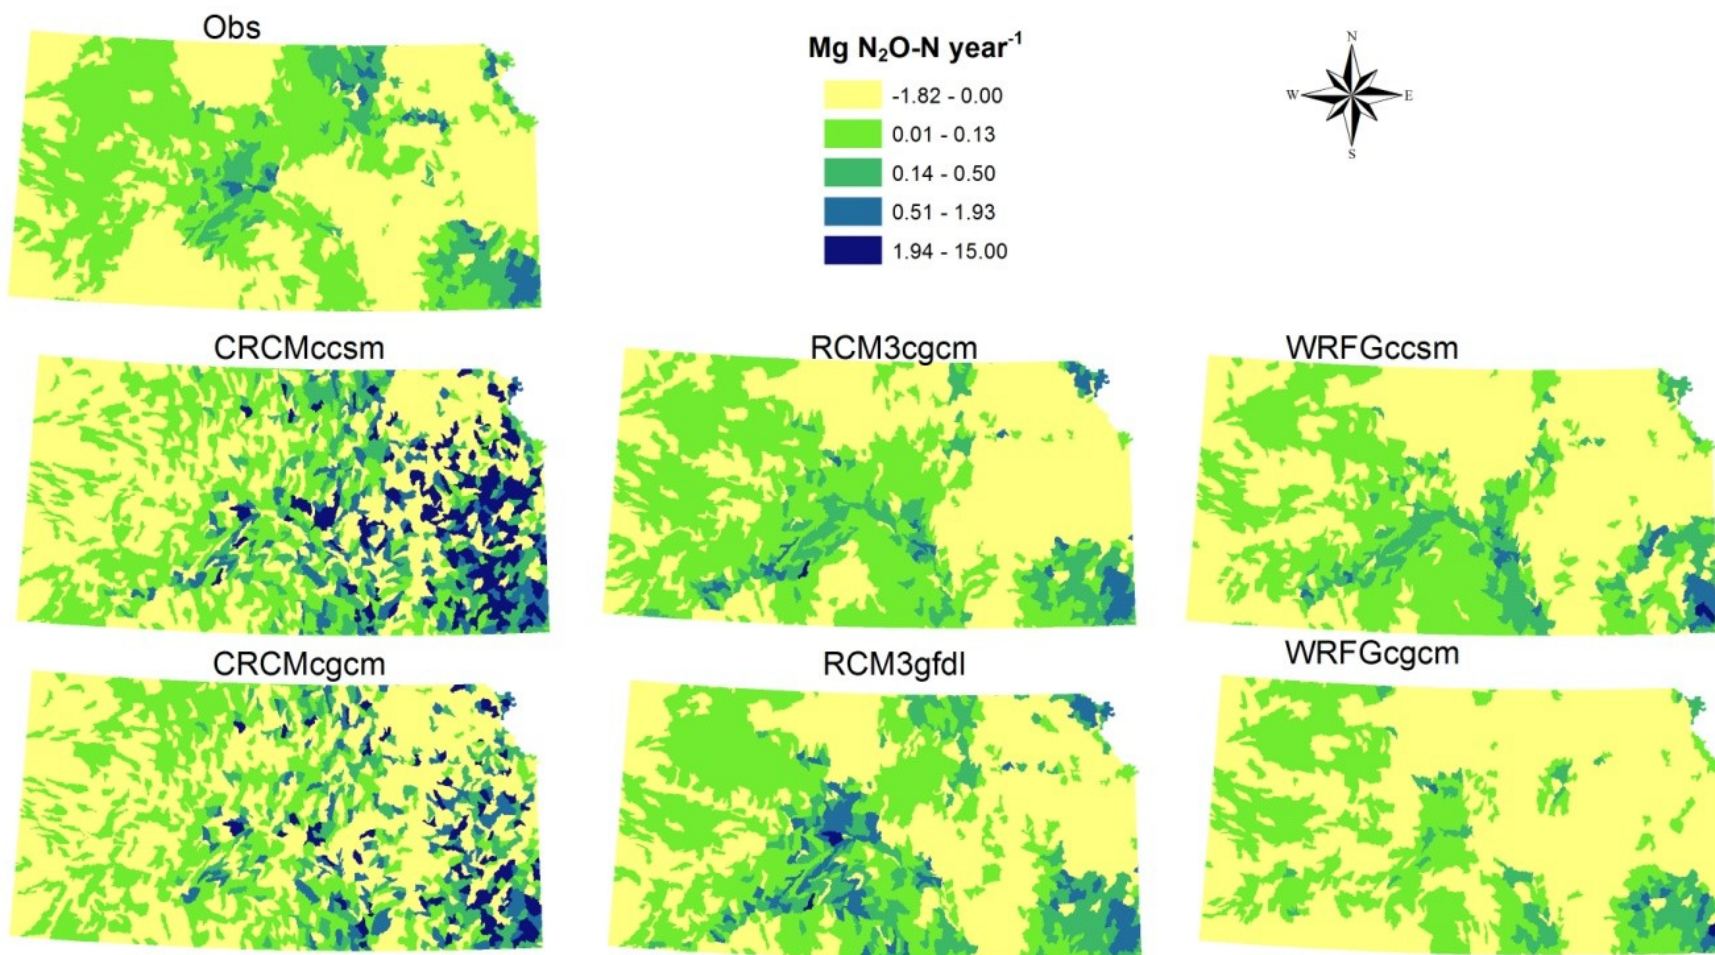 Obs
Mg N₂O-N year⁻¹
-1.82 - 0.00
0.01 - 0.13
0.14 - 0.50
0.51 - 1.93
1.94 - 15.00
N
W E
S
CRCMccsm RCM3cgcm WRFGccsm
CRCMcgcm RCM3gfdl WRFGcgcm